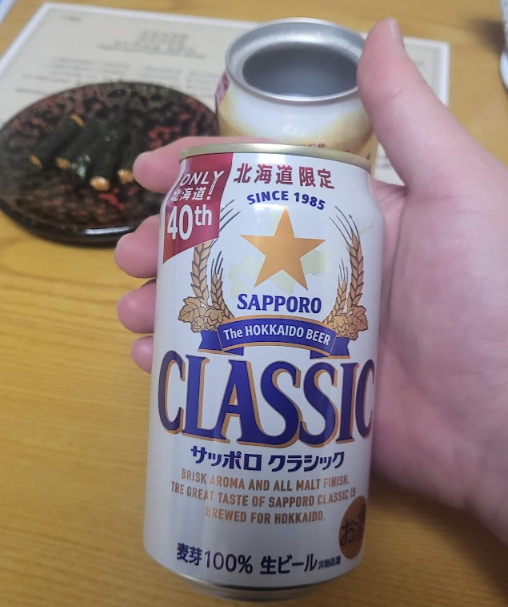 ONLY
北海道!
40th
北海道限定
SINCE 1985
SAPPORO
The HOKKAIDO BEER
CLASSIC
サッポロ クラシック
BRISK AROMA AND ALL MALT FINISH.
THE GREAT TASTE OF SAPPORO CLASSIC IS
BREWED FOR HOKKAIDO.
お酒
麦芽100% 生ビール